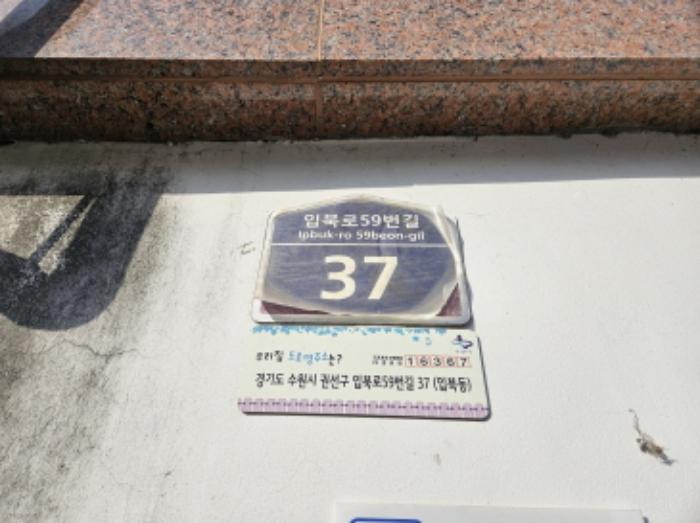 입북로59번길
Ipbuk-ro 59beon-gil
37
우리집 도로명주소는?
16367
경기도 수원시 권선구 입북로59번길 37 (입북동)